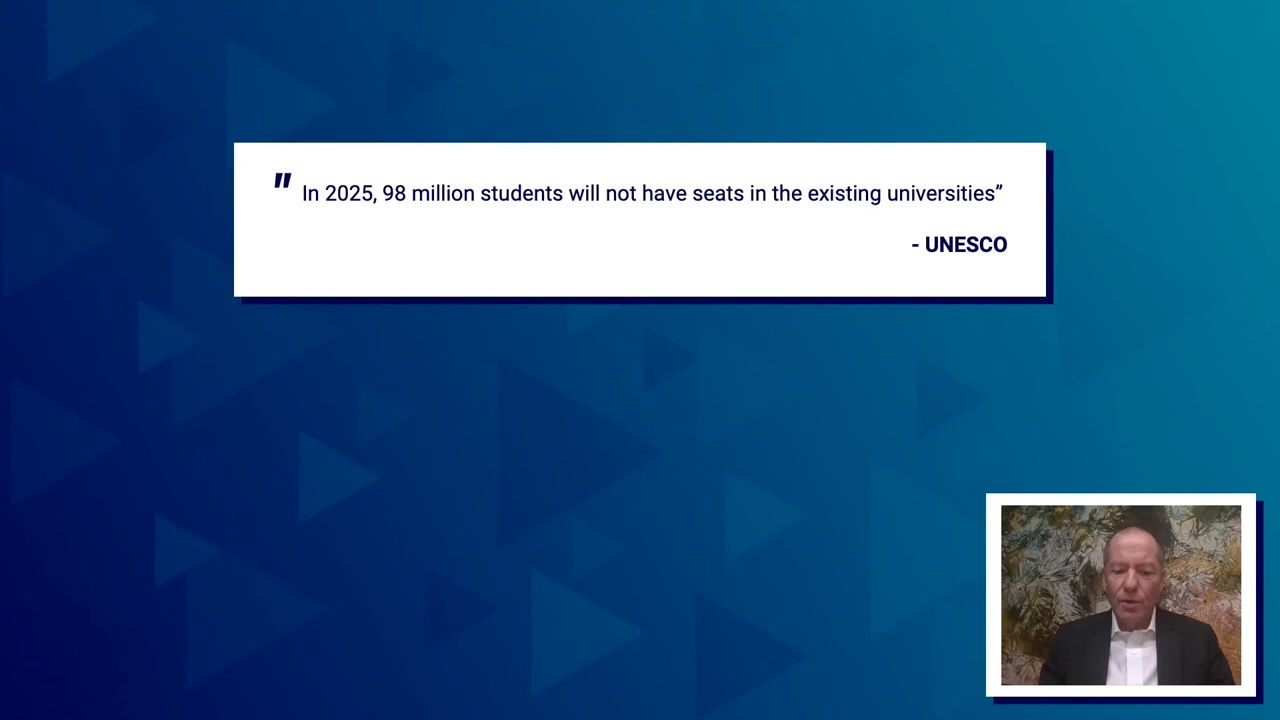 " In 2025, 98 million students will not have seats in the existing universities”
- UNESCO